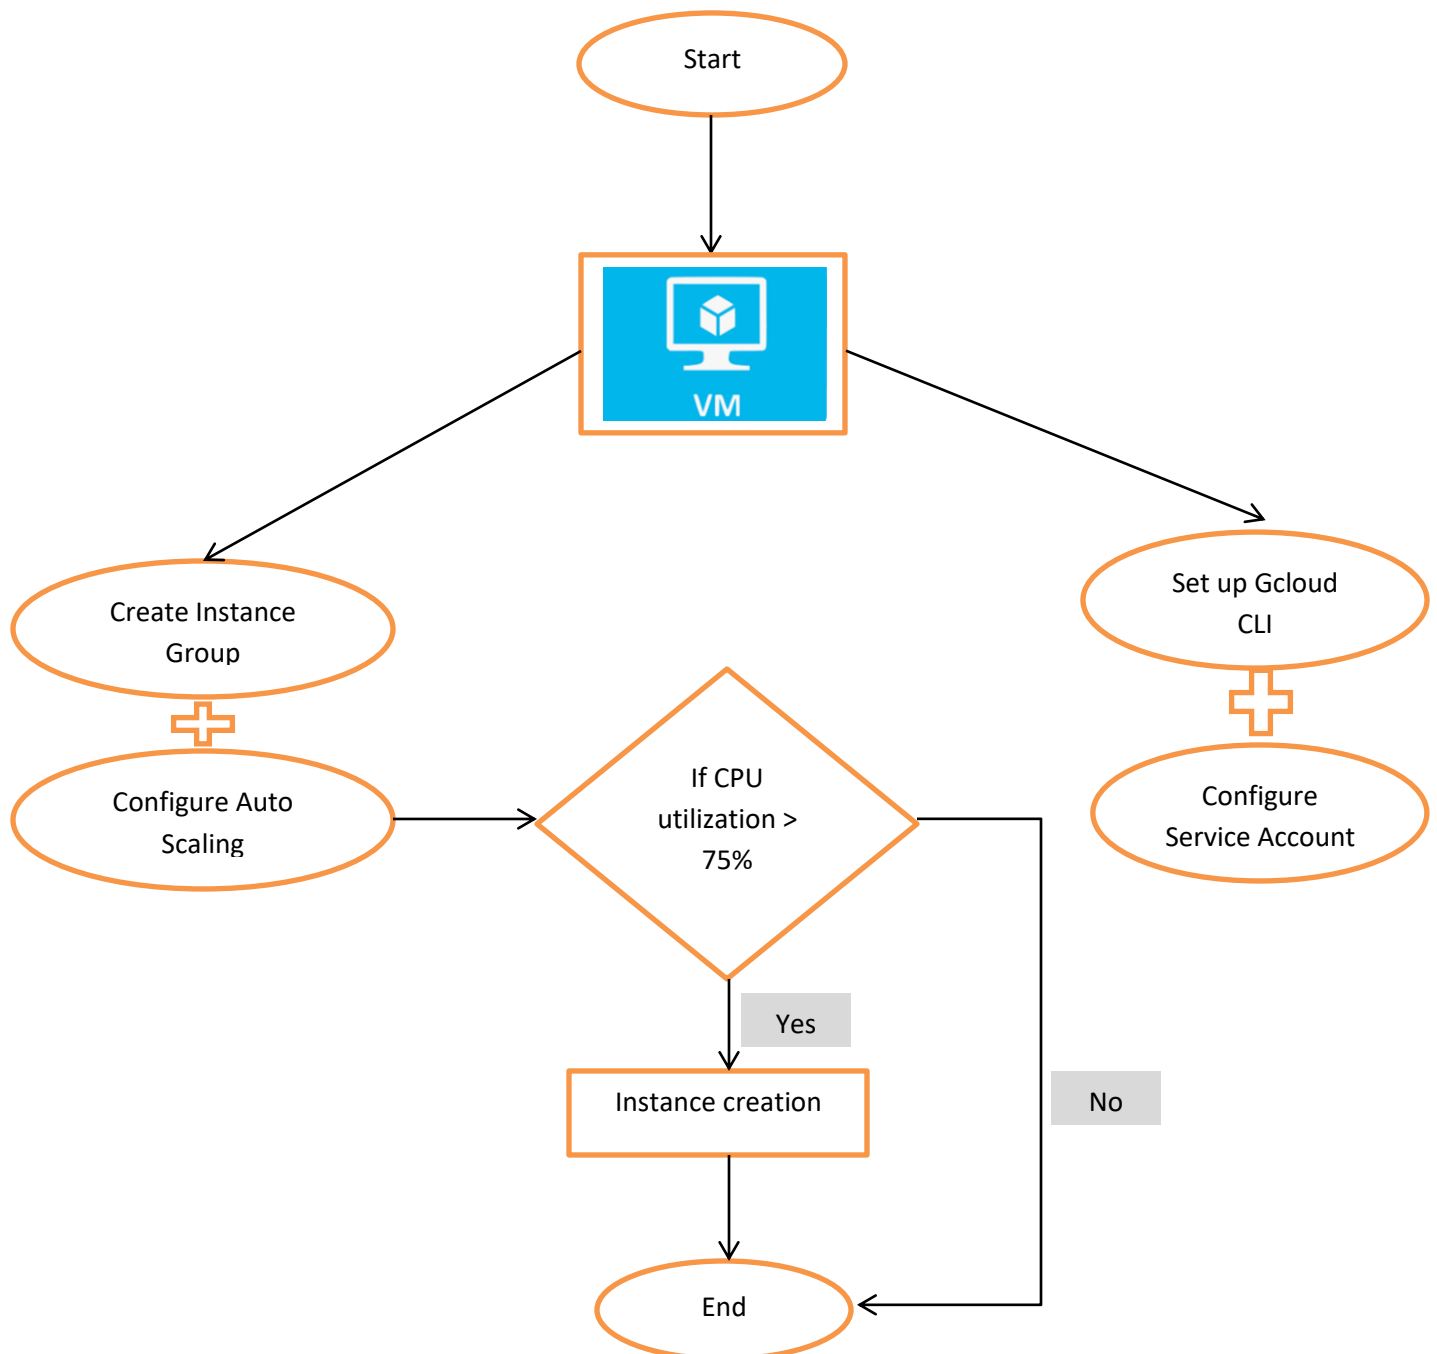 Start
VM
Create Instance
Group
Set up Gcloud
CLI
Configure Auto
Scaling
If CPU
utilization >
75%
Configure
Service Account
Yes
Instance creation
No
End